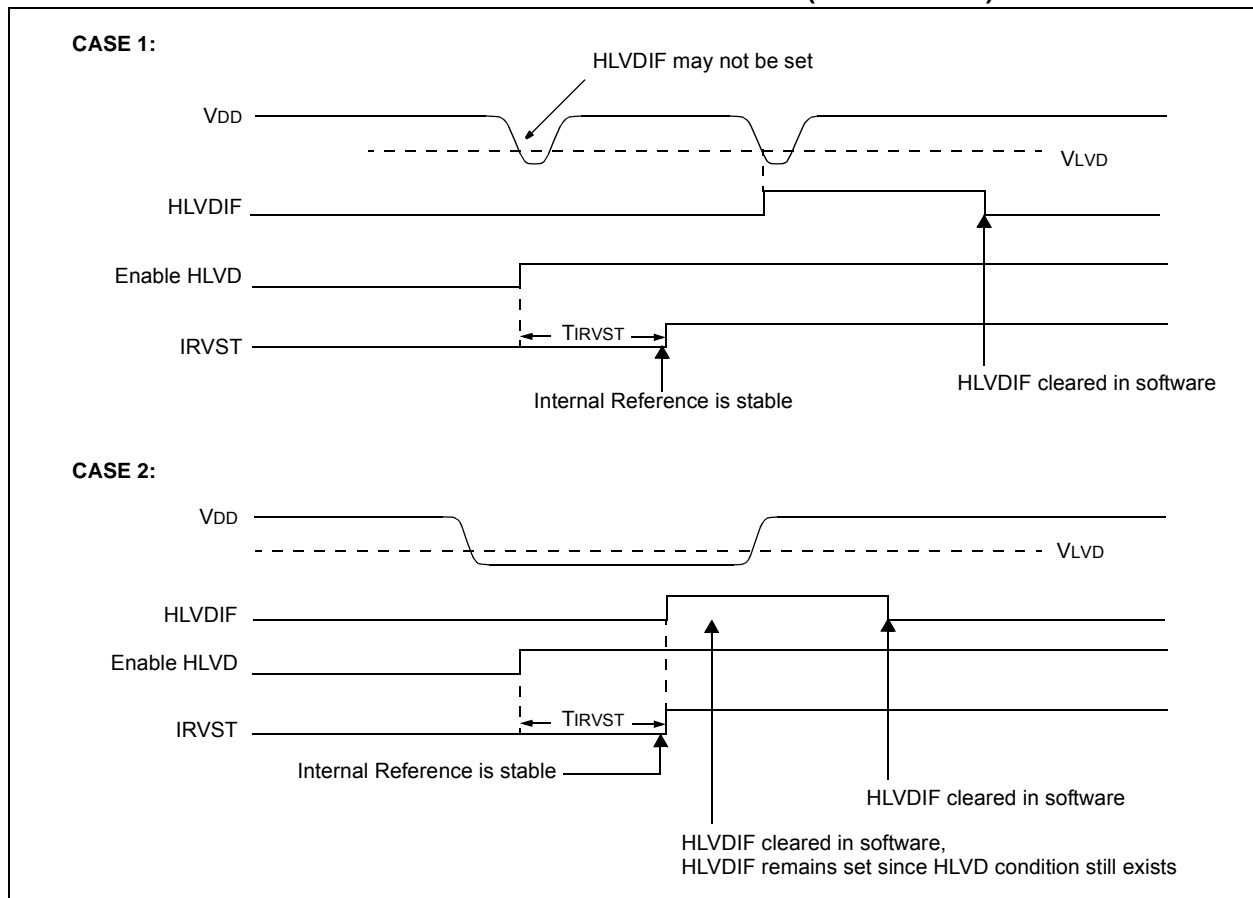 CASE 1:
HLVDIF may not be set
VDD
VLVD
HLVDIF
Enable HLVD
TIRVST
IRVST
HLVDIF cleared in software
Internal Reference is stable
CASE 2:
VDD
VLVD
HLVDIF
Enable HLVD
TIRVST
IRVST
Internal Reference is stable
HLVDIF cleared in software
HLVDIF cleared in software,
HLVDIF remains set since HLVD condition still exists